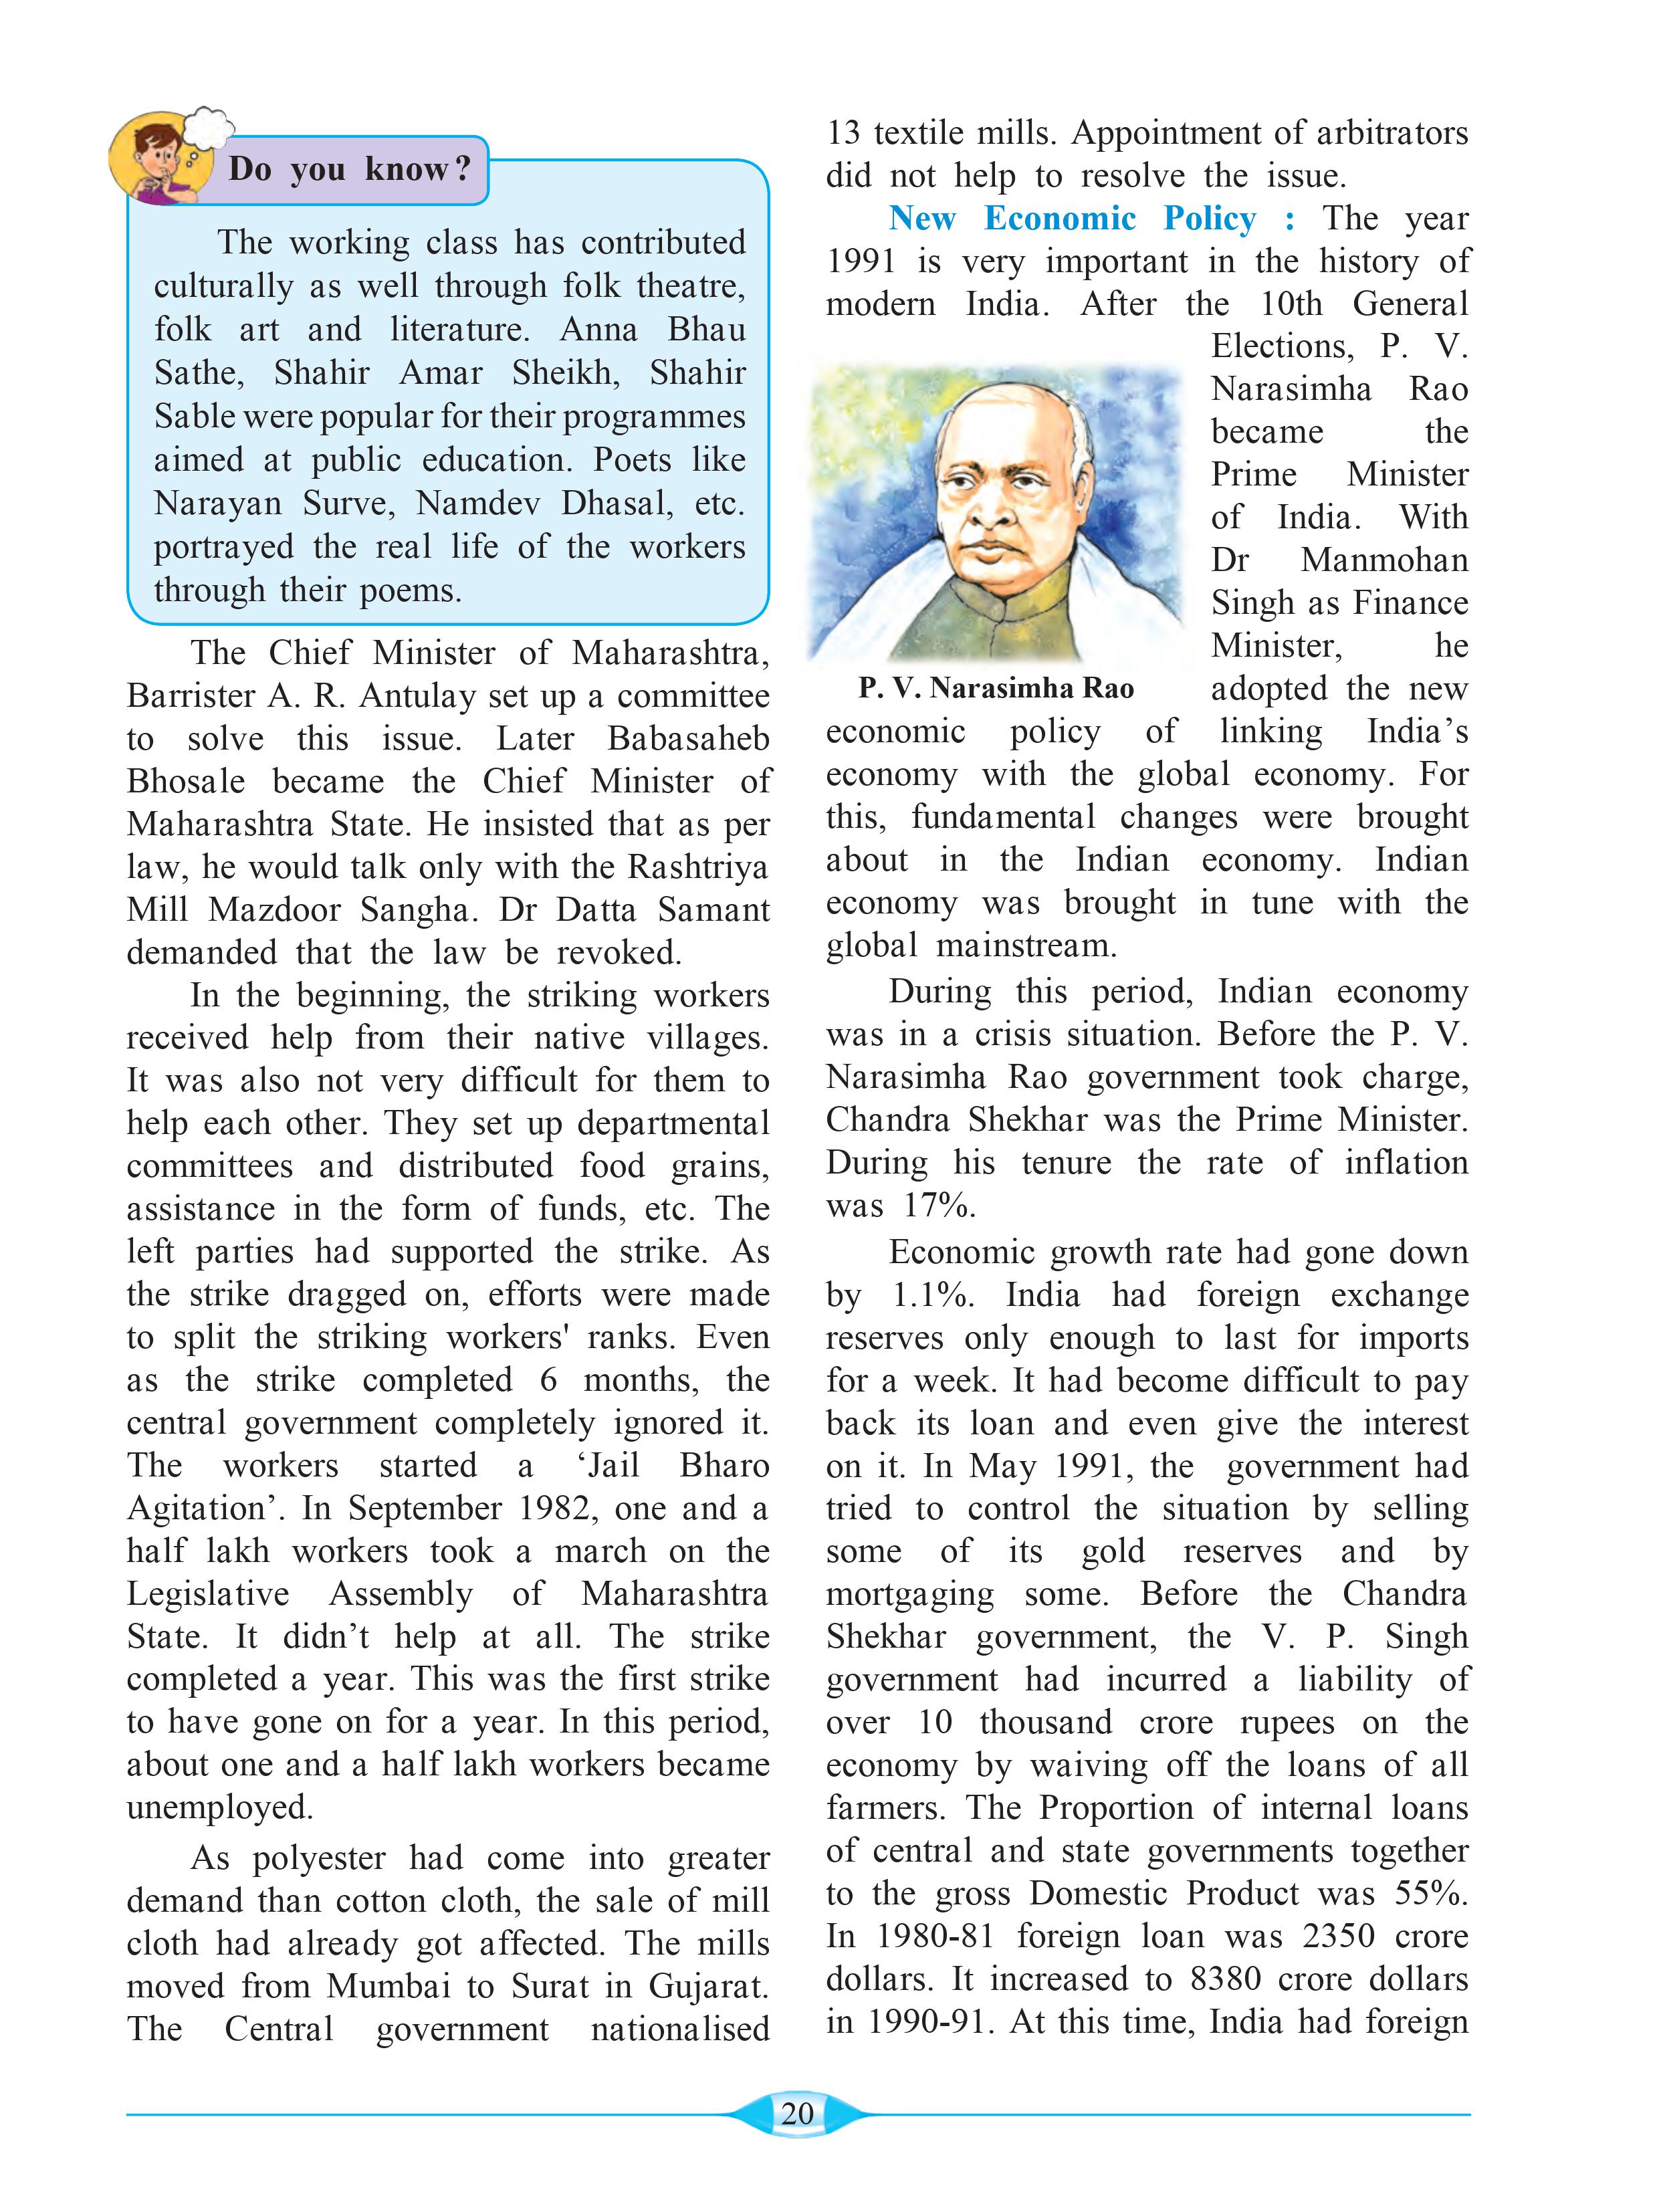 Do you know?
The working class has contributed
culturally as well through folk theatre,
folk art and literature. Anna Bhau
Sathe, Shahir Amar Sheikh, Shahir
Sable were popular for their programmes
aimed at public education. Poets like
Narayan Surve, Namdev Dhasal, etc.
portrayed the real life of the workers
through their poems.
The Chief Minister of Maharashtra,
Barrister A. R. Antulay set up a committee
to solve this issue. Later Babasaheb
Bhosale became the Chief Minister of
Maharashtra State. He insisted that as per
law, he would talk only with the Rashtriya
Mill Mazdoor Sangha. Dr Datta Samant
demanded that the law be revoked.
In the beginning, the striking workers
received help from their native villages.
It was also not very difficult for them to
help each other. They set up departmental
committees and distributed food grains,
assistance in the form of funds, etc. The
left parties had supported the strike. As
the strike dragged on, efforts were made
to split the striking workers' ranks. Even
as the strike completed 6 months, the
central government completely ignored it.
The workers started a ‘Jail Bharo
Agitation’. In September 1982, one and a
half lakh workers took a march on the
Legislative Assembly of Maharashtra
State. It didn’t help at all. The strike
completed a year. This was the first strike
to have gone on for a year. In this period,
about one and a half lakh workers became
unemployed.
As polyester had come into greater
demand than cotton cloth, the sale of mill
cloth had already got affected. The mills
moved from Mumbai to Surat in Gujarat.
The Central government nationalised
13 textile mills. Appointment of arbitrators
did not help to resolve the issue.
New Economic Policy : The year
1991 is very important in the history of
modern India. After the 10th General
Elections, P. V.
Narasimha Rao
became the
Prime Minister
of India. With
Dr Manmohan
Singh as Finance
Minister, he
P. V. Narasimha Rao
adopted the new
economic policy of linking India’s
economy with the global economy. For
this, fundamental changes were brought
about in the Indian economy. Indian
economy was brought in tune with the
global mainstream.
During this period, Indian economy
was in a crisis situation. Before the P. V.
Narasimha Rao government took charge,
Chandra Shekhar was the Prime Minister.
During his tenure the rate of inflation
was 17%.
Economic growth rate had gone down
by 1.1%. India had foreign exchange
reserves only enough to last for imports
for a week. It had become difficult to pay
back its loan and even give the interest
on it. In May 1991, the government had
tried to control the situation by selling
some of its gold reserves and by
mortgaging some. Before the Chandra
Shekhar government, the V. P. Singh
government had incurred a liability of
over 10 thousand crore rupees on the
economy by waiving off the loans of all
farmers. The Proportion of internal loans
of central and state governments together
to the gross Domestic Product was 55%.
In 1980-81 foreign loan was 2350 crore
dollars. It increased to 8380 crore dollars
in 1990-91. At this time, India had foreign
20